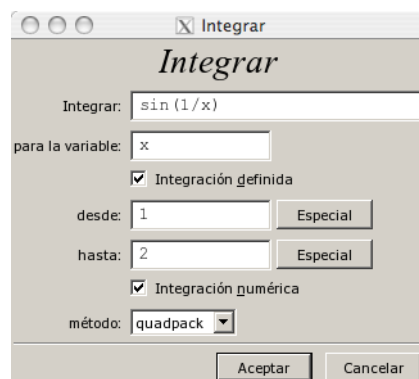 Integrar
Integrar
Integrar: sin(1/x)
para la variable: x
Integración definida
desde: 1 Especial
hasta: 2 Especial
Integración numérica
método: quadpack
Aceptar Cancelar